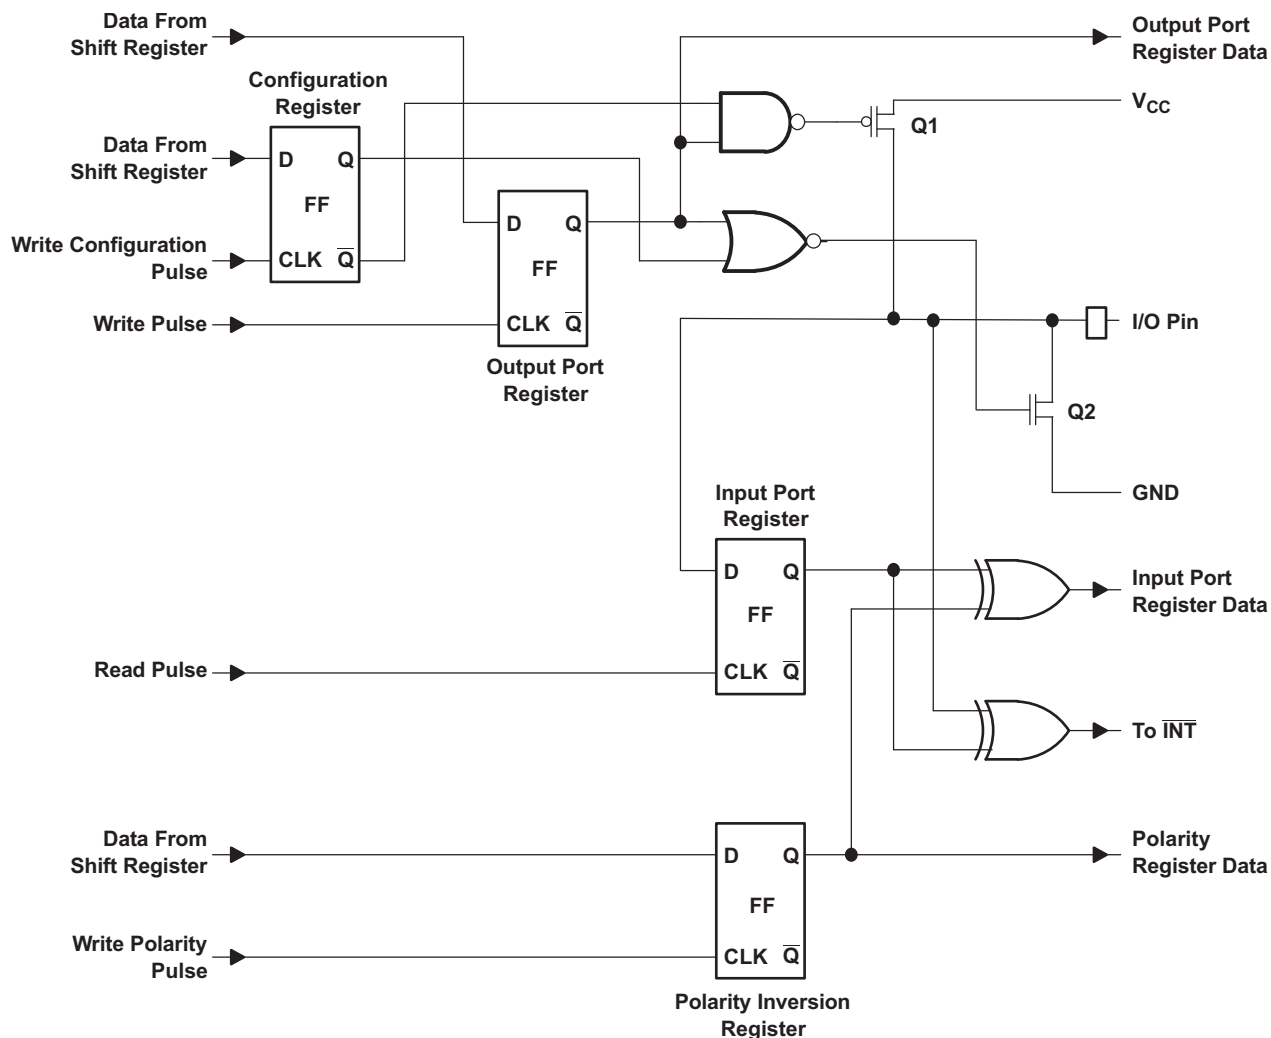 Data From
Shift Register
Output Port
Register Data
Configuration
Register
VCC
Q1
Data From
Shift Register
D
Q
FF
D
Q
Write Configuration
Pulse
CLK
Q̅
FF
Write Pulse
CLK
Q̅
I/O Pin
Output Port
Register
Q2
GND
Input Port
Register
D
Q
Input Port
Register Data
FF
Read Pulse
CLK
Q̅
To I̅N̅T̅
Data From
Shift Register
D
Q
Polarity
Register Data
FF
Write Polarity
Pulse
CLK
Q̅
Polarity Inversion
Register